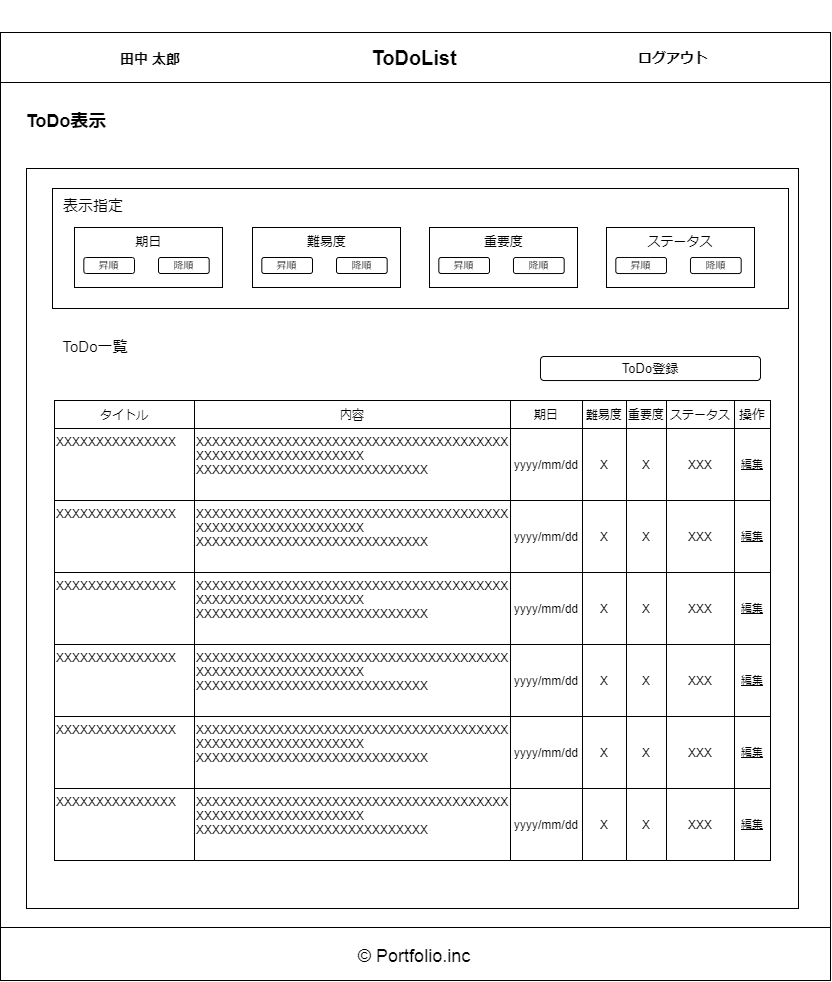 田中 太郎 ToDoList ログアウト
ToDo表示
表示指定
期日 難易度 重要度 ステータス
昇順 降順 昇順 降順 昇順 降順 昇順 降順
ToDo一覧
ToDo登録
タイトル 内容 期日 難易度 重要度 ステータス 操作
XXXXXXXXXXXXXXX XXXXXXXXXXXXXXXXXXXXXXXXXXXXXXXXXXXXXXX
XXXXXXXXXXXXXXXXXXXXX
XXXXXXXXXXXXXXXXXXXXXXXXXXXXX
yyyy/mm/dd X X XXX 編集
XXXXXXXXXXXXXXX XXXXXXXXXXXXXXXXXXXXXXXXXXXXXXXXXXXXXXX
XXXXXXXXXXXXXXXXXXXXX
XXXXXXXXXXXXXXXXXXXXXXXXXXXXX
yyyy/mm/dd X X XXX 編集
XXXXXXXXXXXXXXX XXXXXXXXXXXXXXXXXXXXXXXXXXXXXXXXXXXXXXX
XXXXXXXXXXXXXXXXXXXXX
XXXXXXXXXXXXXXXXXXXXXXXXXXXXX
yyyy/mm/dd X X XXX 編集
XXXXXXXXXXXXXXX XXXXXXXXXXXXXXXXXXXXXXXXXXXXXXXXXXXXXXX
XXXXXXXXXXXXXXXXXXXXX
XXXXXXXXXXXXXXXXXXXXXXXXXXXXX
yyyy/mm/dd X X XXX 編集
XXXXXXXXXXXXXXX XXXXXXXXXXXXXXXXXXXXXXXXXXXXXXXXXXXXXXX
XXXXXXXXXXXXXXXXXXXXX
XXXXXXXXXXXXXXXXXXXXXXXXXXXXX
yyyy/mm/dd X X XXX 編集
XXXXXXXXXXXXXXX XXXXXXXXXXXXXXXXXXXXXXXXXXXXXXXXXXXXXXX
XXXXXXXXXXXXXXXXXXXXX
XXXXXXXXXXXXXXXXXXXXXXXXXXXXX
yyyy/mm/dd X X XXX 編集
© Portfolio.inc